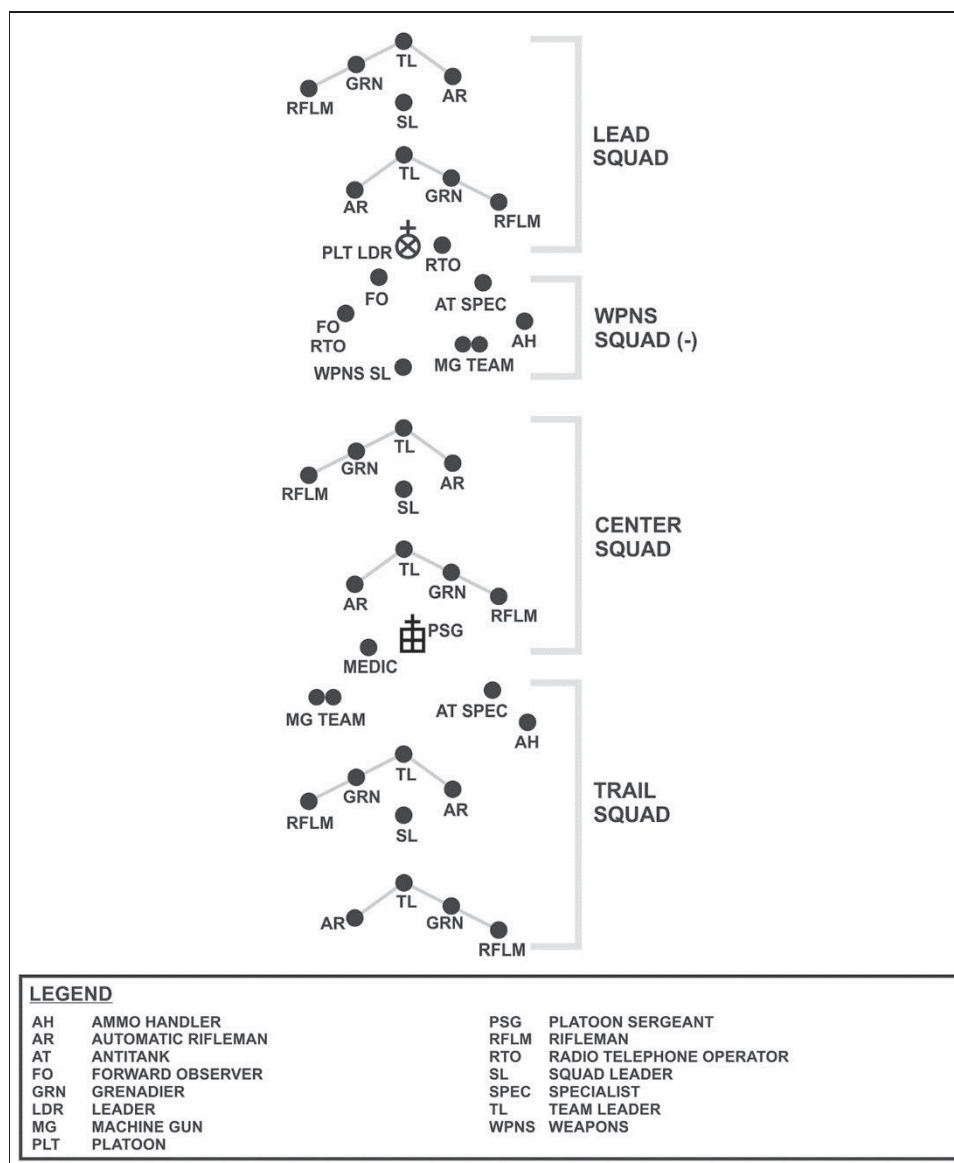 TL
GRN
AR
RFLM
SL
LEAD
SQUAD
TL
GRN
AR
RFLM
PLT LDR
RTO
FO
AT SPEC
FO
RTO
AH
MG TEAM
WPNS SL
WPNS
SQUAD (-)
TL
GRN
AR
RFLM
SL
CENTER
SQUAD
TL
GRN
AR
RFLM
PSG
MEDIC
MG TEAM
AT SPEC
AH
TL
GRN
AR
RFLM
SL
TRAIL
SQUAD
TL
AR
GRN
RFLM
LEGEND
AH AMMO HANDLER
AR AUTOMATIC RIFLEMAN
AT ANTITANK
FO FORWARD OBSERVER
GRN GRENADIER
LDR LEADER
MG MACHINE GUN
PLT PLATOON
PSG PLATOON SERGEANT
RFLM RIFLEMAN
RTO RADIO TELEPHONE OPERATOR
SL SQUAD LEADER
SPEC SPECIALIST
TL TEAM LEADER
WPNS WEAPONS